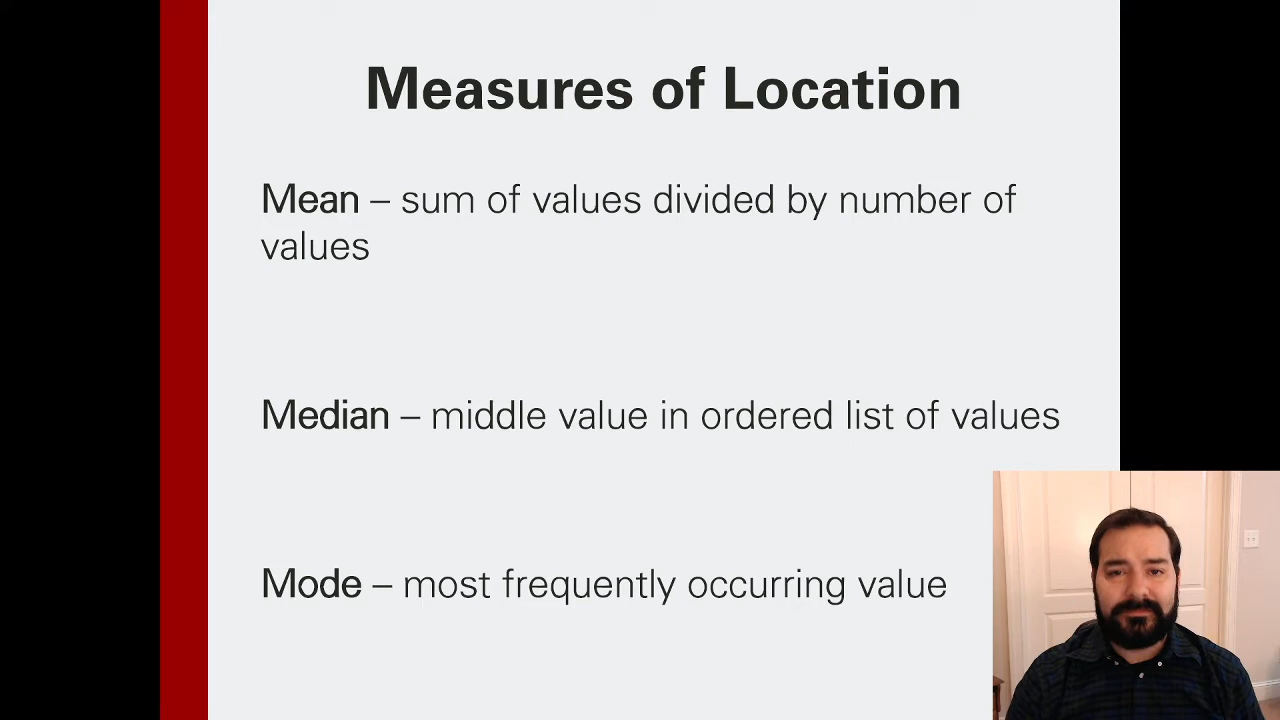 Measures of Location
Mean – sum of values divided by number of
values
Median – middle value in ordered list of values
Mode – most frequently occurring value